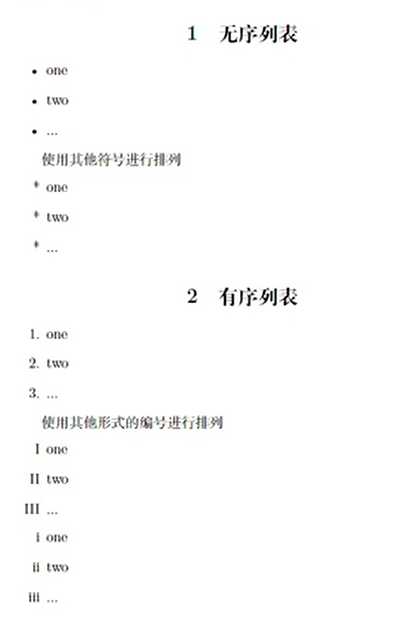 1 无序列表
• one
• two
• ...
使用其他符号进行排列
* one
* two
* ...
2 有序列表
1. one
2. two
3. ...
使用其他形式的编号进行排列
I one
II two
III ...
i one
ii two
iii ...